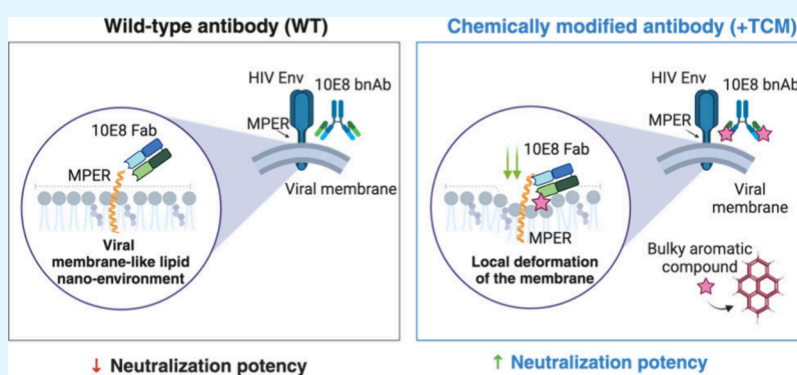 Wild-type antibody (WT)
HIV Env
10E8 bnAb
MPER
10E8 Fab
MPER
Viral membrane
Viral
membrane-like lipid
nano-environment
↓ Neutralization potency
Chemically modified antibody (+TCM)
HIV Env
10E8 bnAb
MPER
10E8 Fab
MPER
Viral
membrane
Local deformation
of the membrane
Bulky aromatic
compound
↑ Neutralization potency